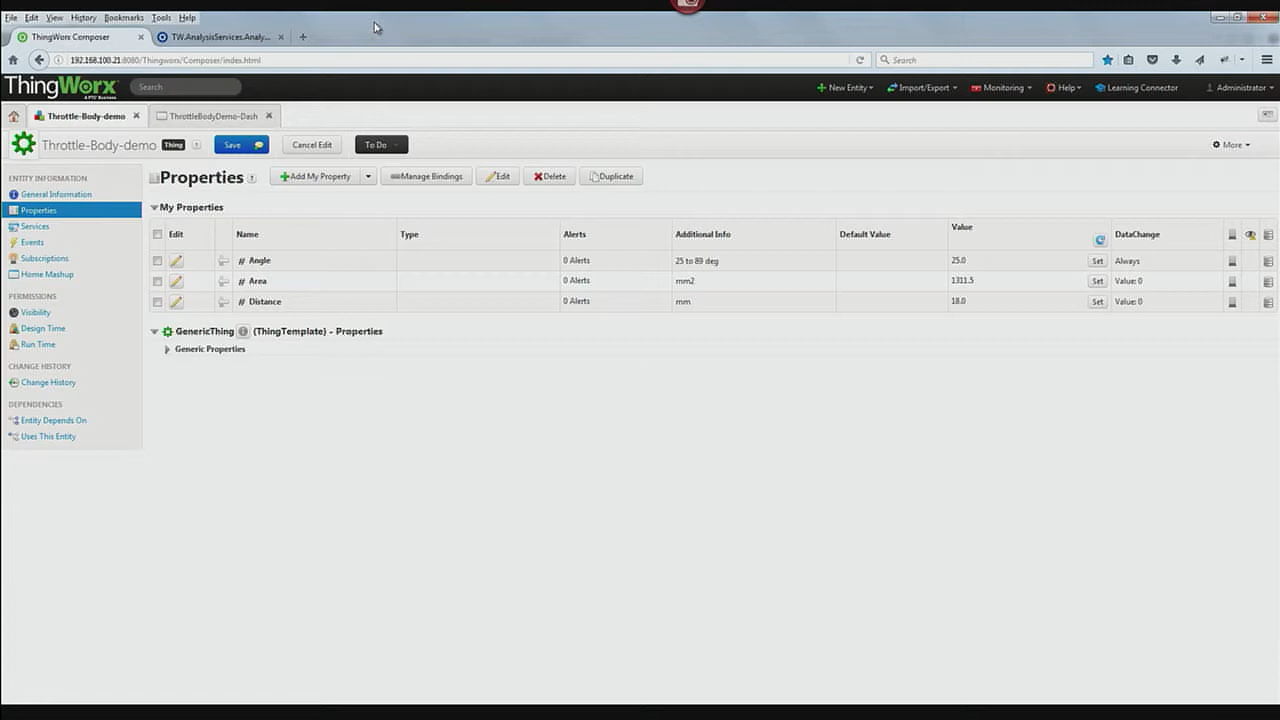 File Edit View History Bookmarks Tools Help
ThingWorx Composer × TW.AnalysisServices.Analy... × +
192.168.100.21:8080/Thingworx/Composer/index.html Search
ThingWorx Search New Entity Import/Export Monitoring Help Learning Connector Administrator
A PTC Business
Throttle-Body-demo × ThrottleBodyDemo-Dash ×
Throttle-Body-demo Thing ? Save Cancel Edit To Do More
ENTITY INFORMATION
General Information
Properties
Services
Events
Subscriptions
Home Mashup
PERMISSIONS
Visibility
Design Time
Run Time
CHANGE HISTORY
Change History
DEPENDENCIES
Entity Depends On
Uses This Entity
Properties ? Add My Property Manage Bindings Edit Delete Duplicate
My Properties
Edit Name Type Alerts Additional Info Default Value Value DataChange
# Angle 0 Alerts 25 to 89 deg 25.0 Set Always
# Area 0 Alerts mm2 1311.5 Set Value: 0
# Distance 0 Alerts mm 18.0 Set Value: 0
GenericThing (ThingTemplate) - Properties
Generic Properties